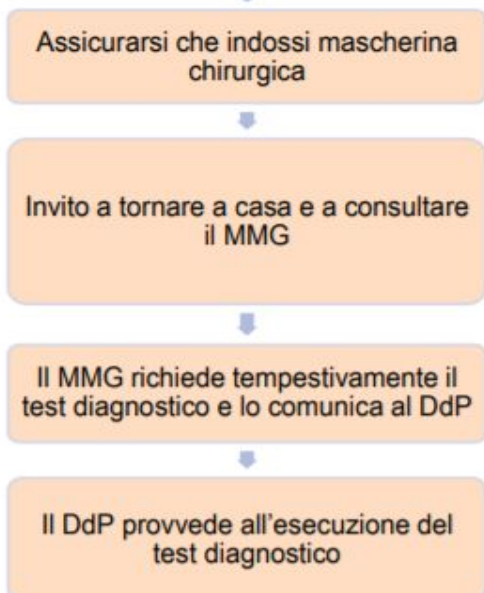 Assicurarsi che indossi mascherina
chirurgica
Invito a tornare a casa e a consultare
il MMG
Il MMG richiede tempestivamente il
test diagnostico e lo comunica al DdP
Il DdP provvede all'esecuzione del
test diagnostico